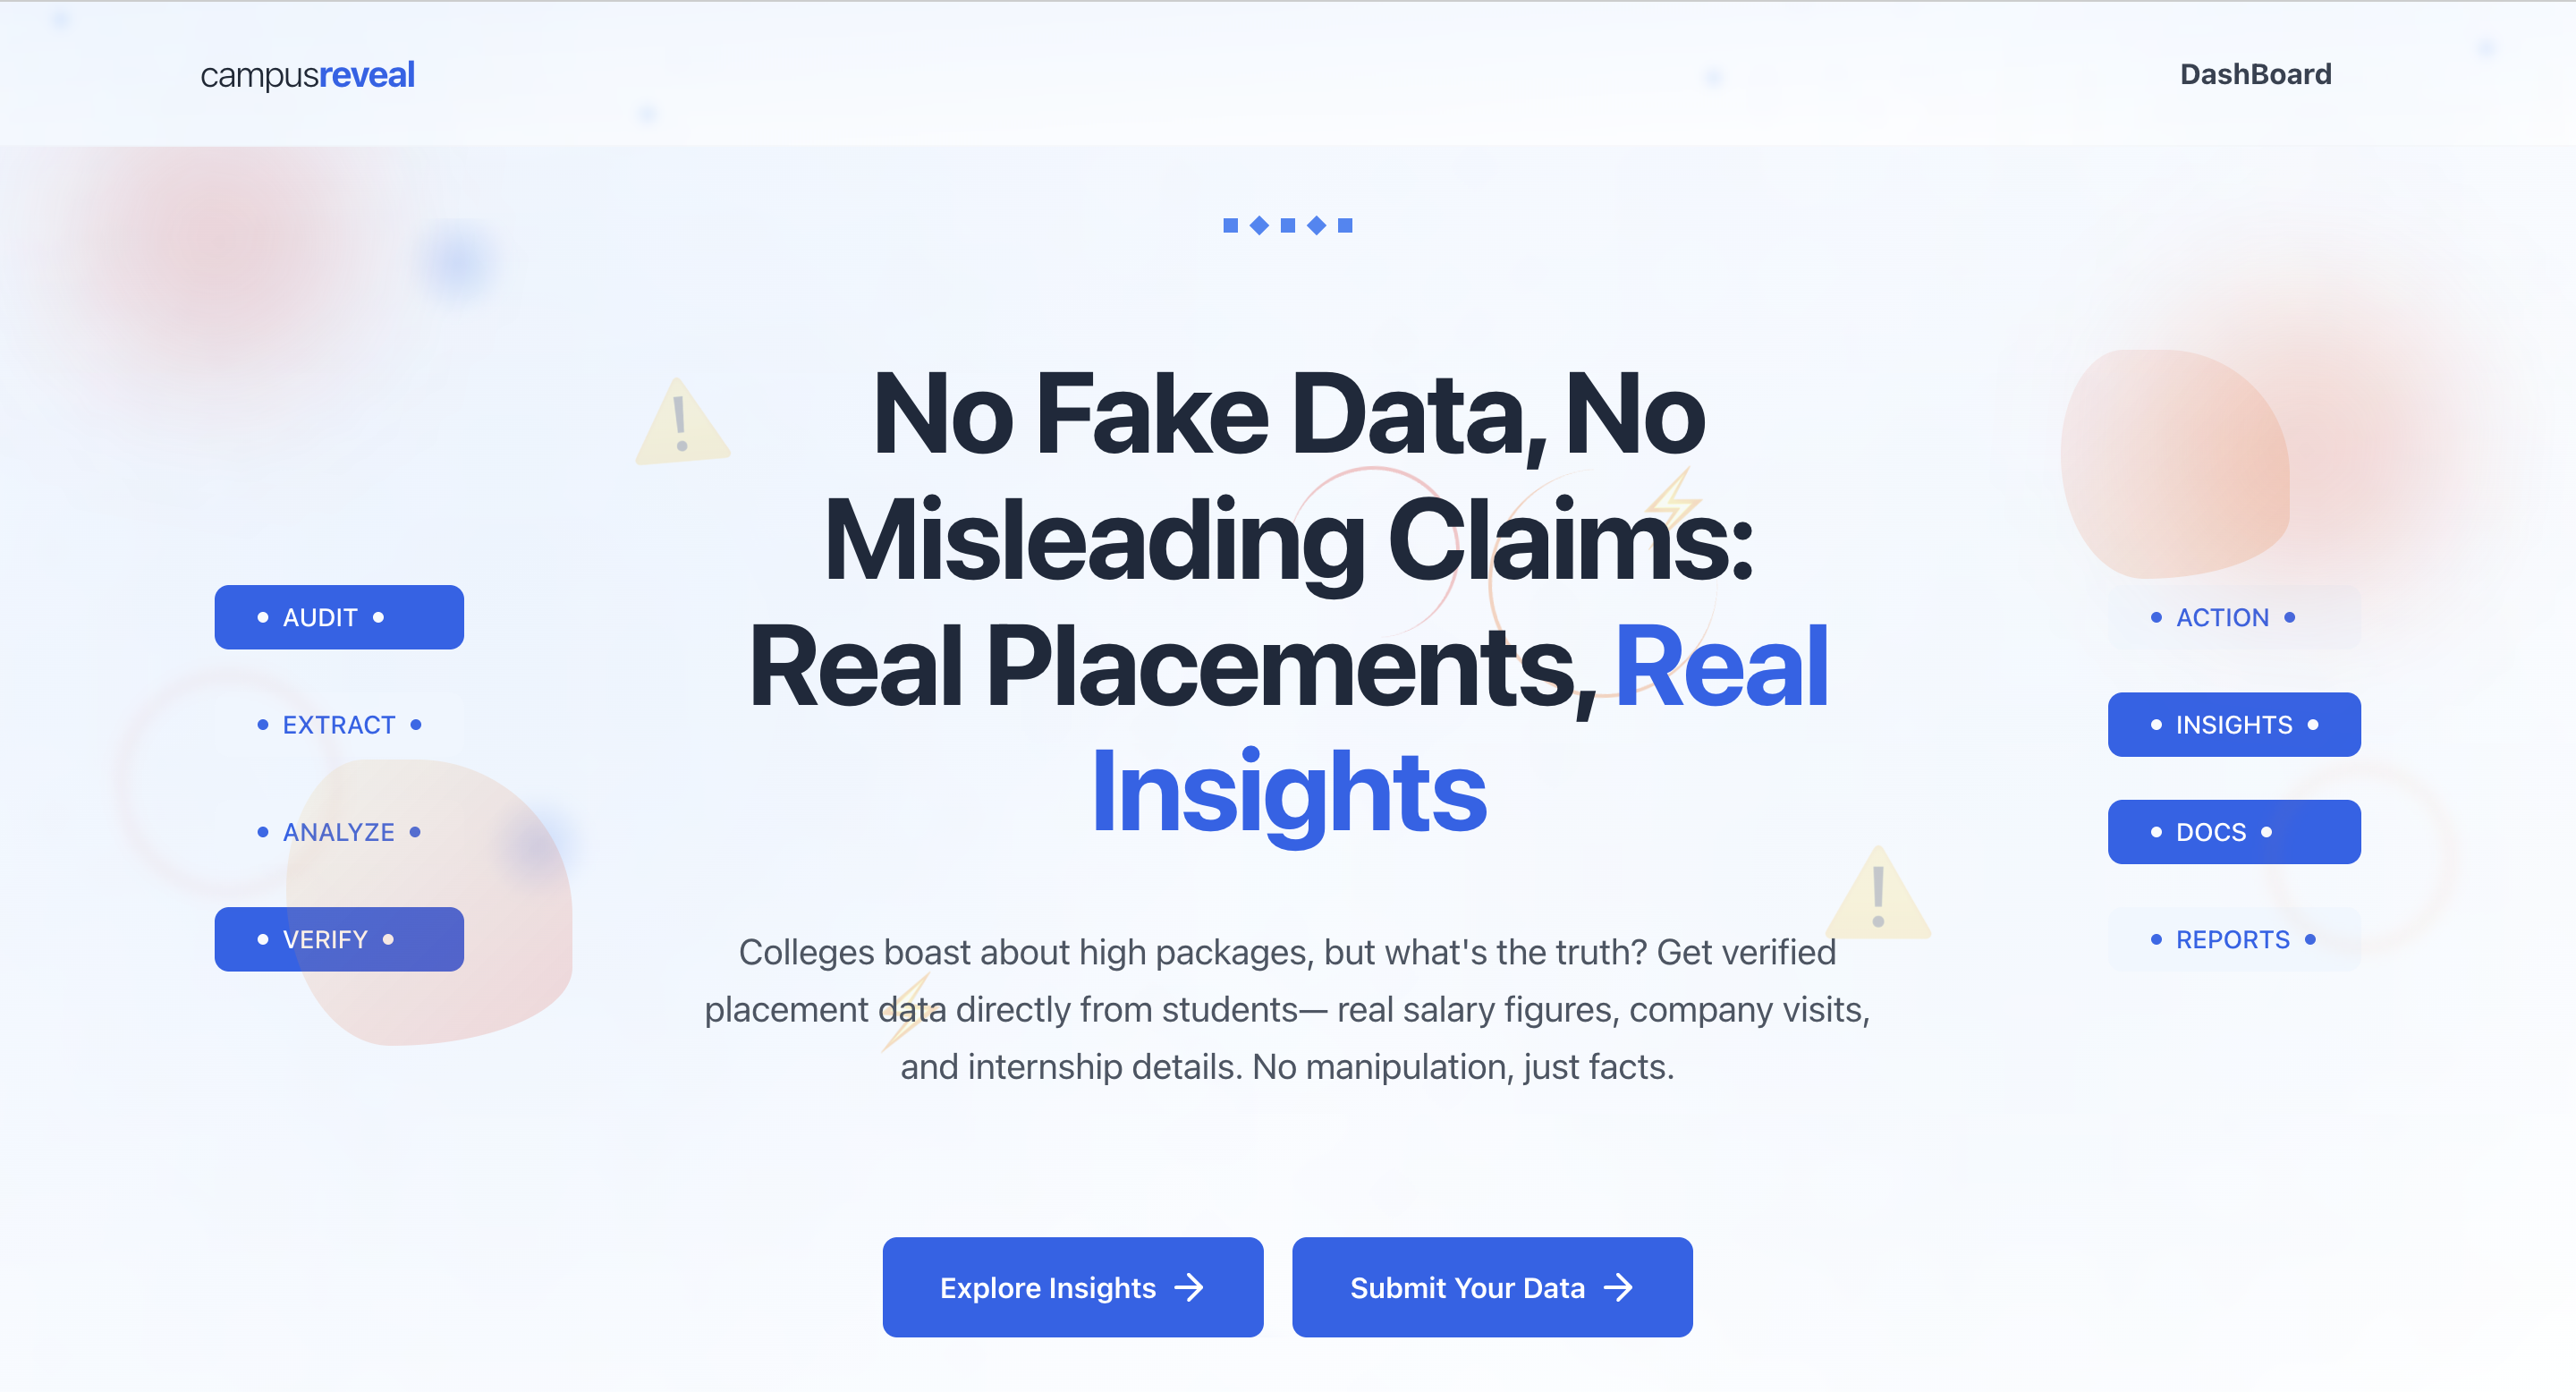 campusreveal
DashBoard
No Fake Data, No
Misleading Claims:
Real Placements, Real
Insights
AUDIT
EXTRACT
ANALYZE
VERIFY
ACTION
INSIGHTS
DOCS
REPORTS
Colleges boast about high packages, but what's the truth? Get verified
placement data directly from students— real salary figures, company visits,
and internship details. No manipulation, just facts.
Explore Insights →
Submit Your Data →